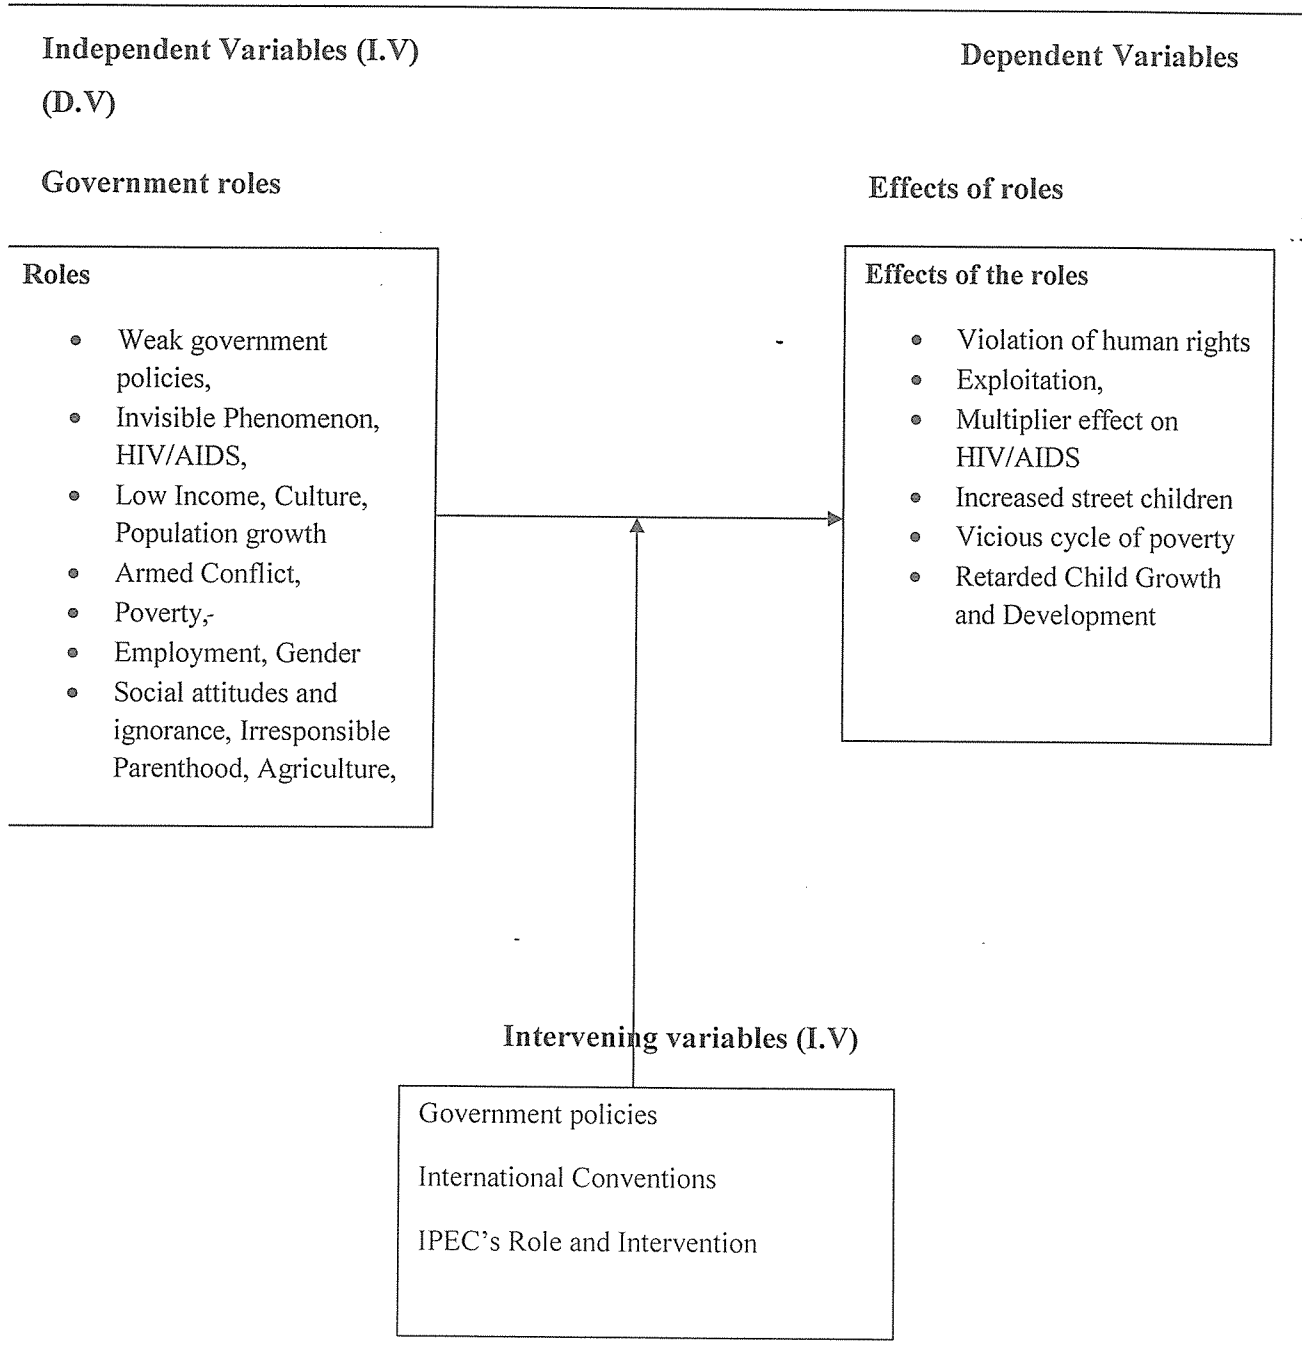 Independent Variables (I.V)
Dependent Variables
(D.V)
Government roles
Effects of roles
Roles
• Weak government
policies,
• Invisible Phenomenon,
HIV/AIDS,
• Low Income, Culture,
Population growth
• Armed Conflict,
• Poverty,-
• Employment, Gender
• Social attitudes and
ignorance, Irresponsible
Parenthood, Agriculture,
Effects of the roles
• Violation of human rights
• Exploitation,
• Multiplier effect on
HIV/AIDS
• Increased street children
• Vicious cycle of poverty
• Retarded Child Growth
and Development
Intervening variables (I.V)
Government policies
International Conventions
IPEC's Role and Intervention